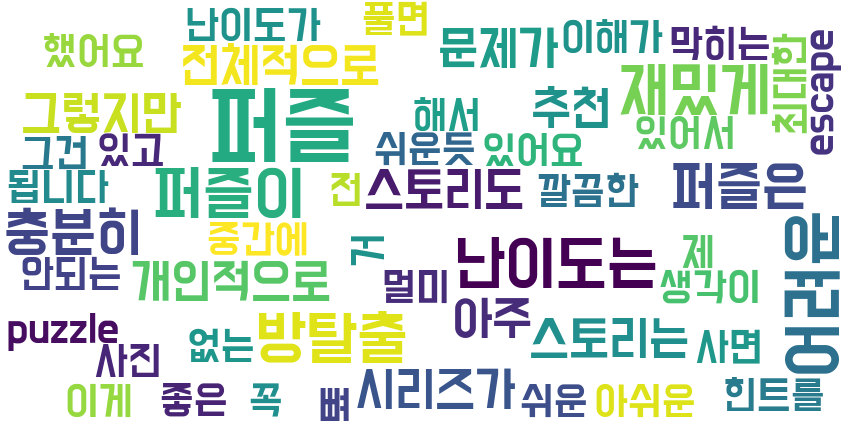 난이도가
풀면
했어요
전체적으로
문제가
이해가
막히는
최대한
escape
그렇지만
퍼즐
해서
추천
재밌게
있어서
그건
있고
쉬운듯
있어요
됩니다
퍼즐이
전
스토리도
깔끔한
퍼즐은
충분히
중간에
거
난이도는
제
어려운
안되는
개인적으로
멀미
생각이
puzzle
방탈출
아주
사진
없는
스토리는
사면
이게
좋은
꼭
뼈
시리즈가
쉬운
아쉬운
힌트를